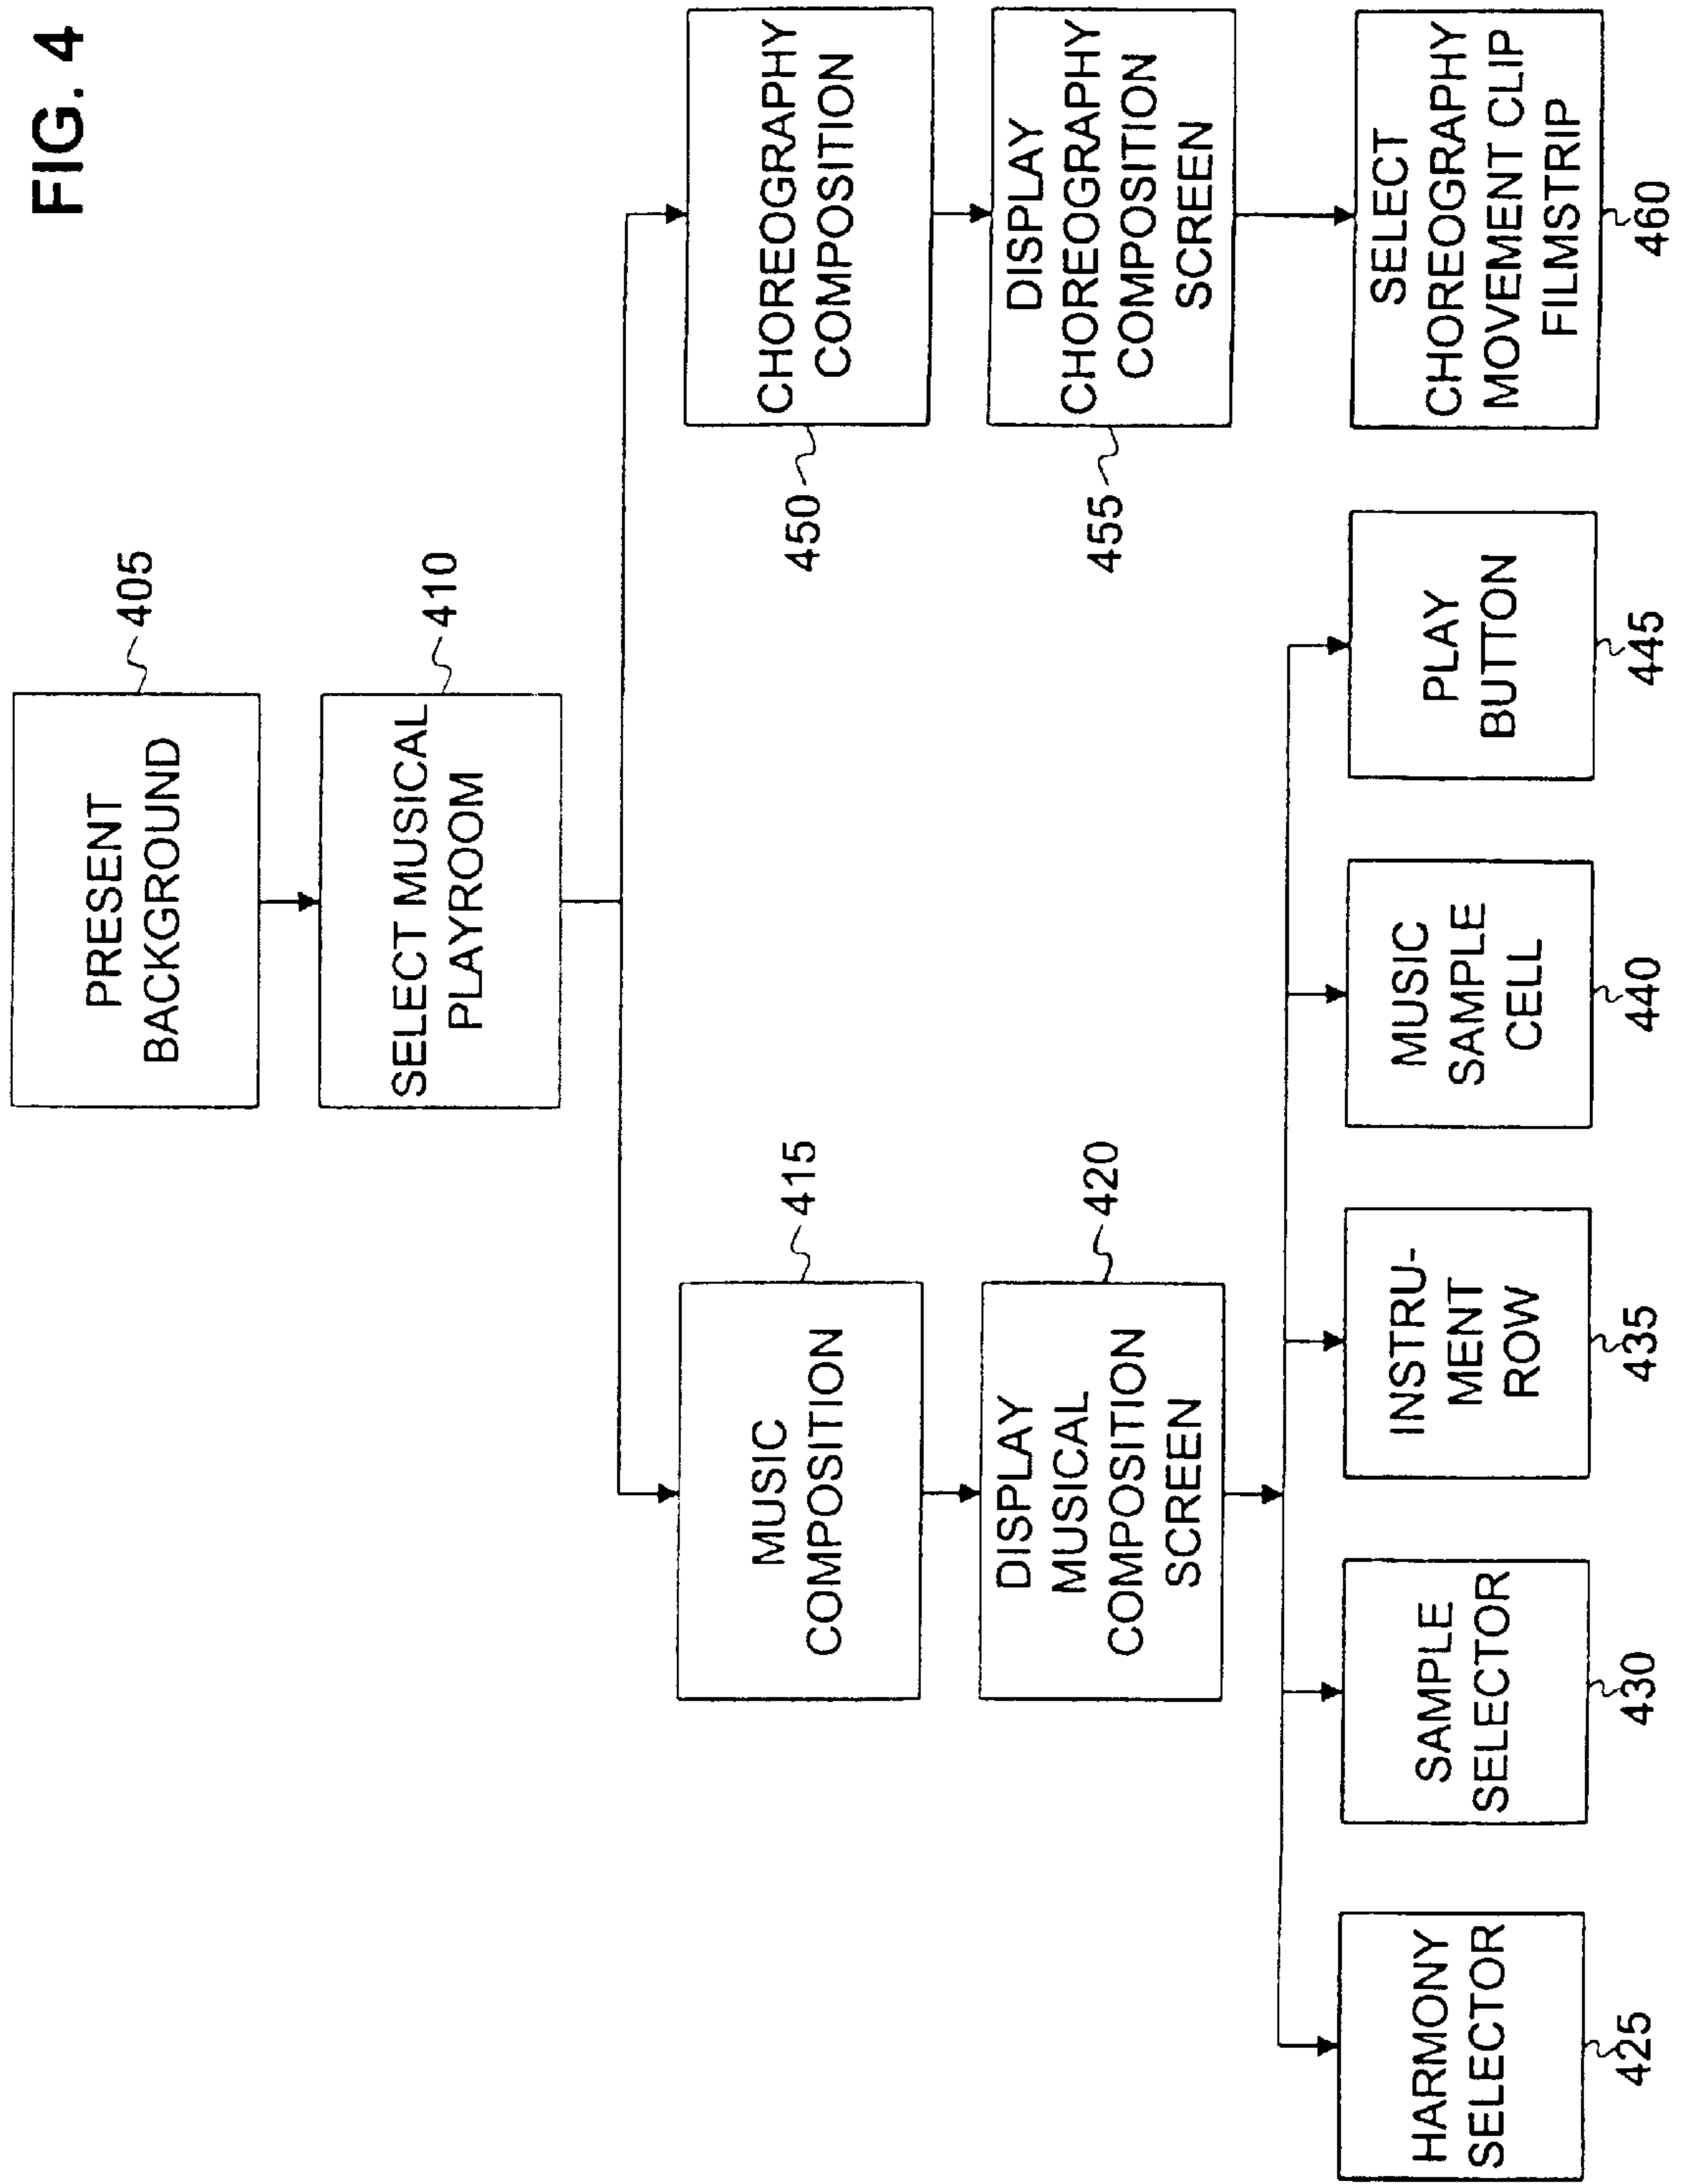 FIG. 4
PRESENT
BACKGROUND
405
SELECT MUSICAL
PLAYROOM
410
MUSIC
COMPOSITION
415
CHOREOGRAPHY
COMPOSITION
450
DISPLAY
MUSICAL
COMPOSITION
SCREEN
420
DISPLAY
CHOREOGRAPHY
COMPOSITION
SCREEN
455
HARMONY
SELECTOR
425
SAMPLE
SELECTOR
430
INSTRU-
MENT
ROW
435
MUSIC
SAMPLE
CELL
440
PLAY
BUTTON
445
SELECT
CHOREOGRAPHY
MOVEMENT CLIP
FILMSTRIP
460